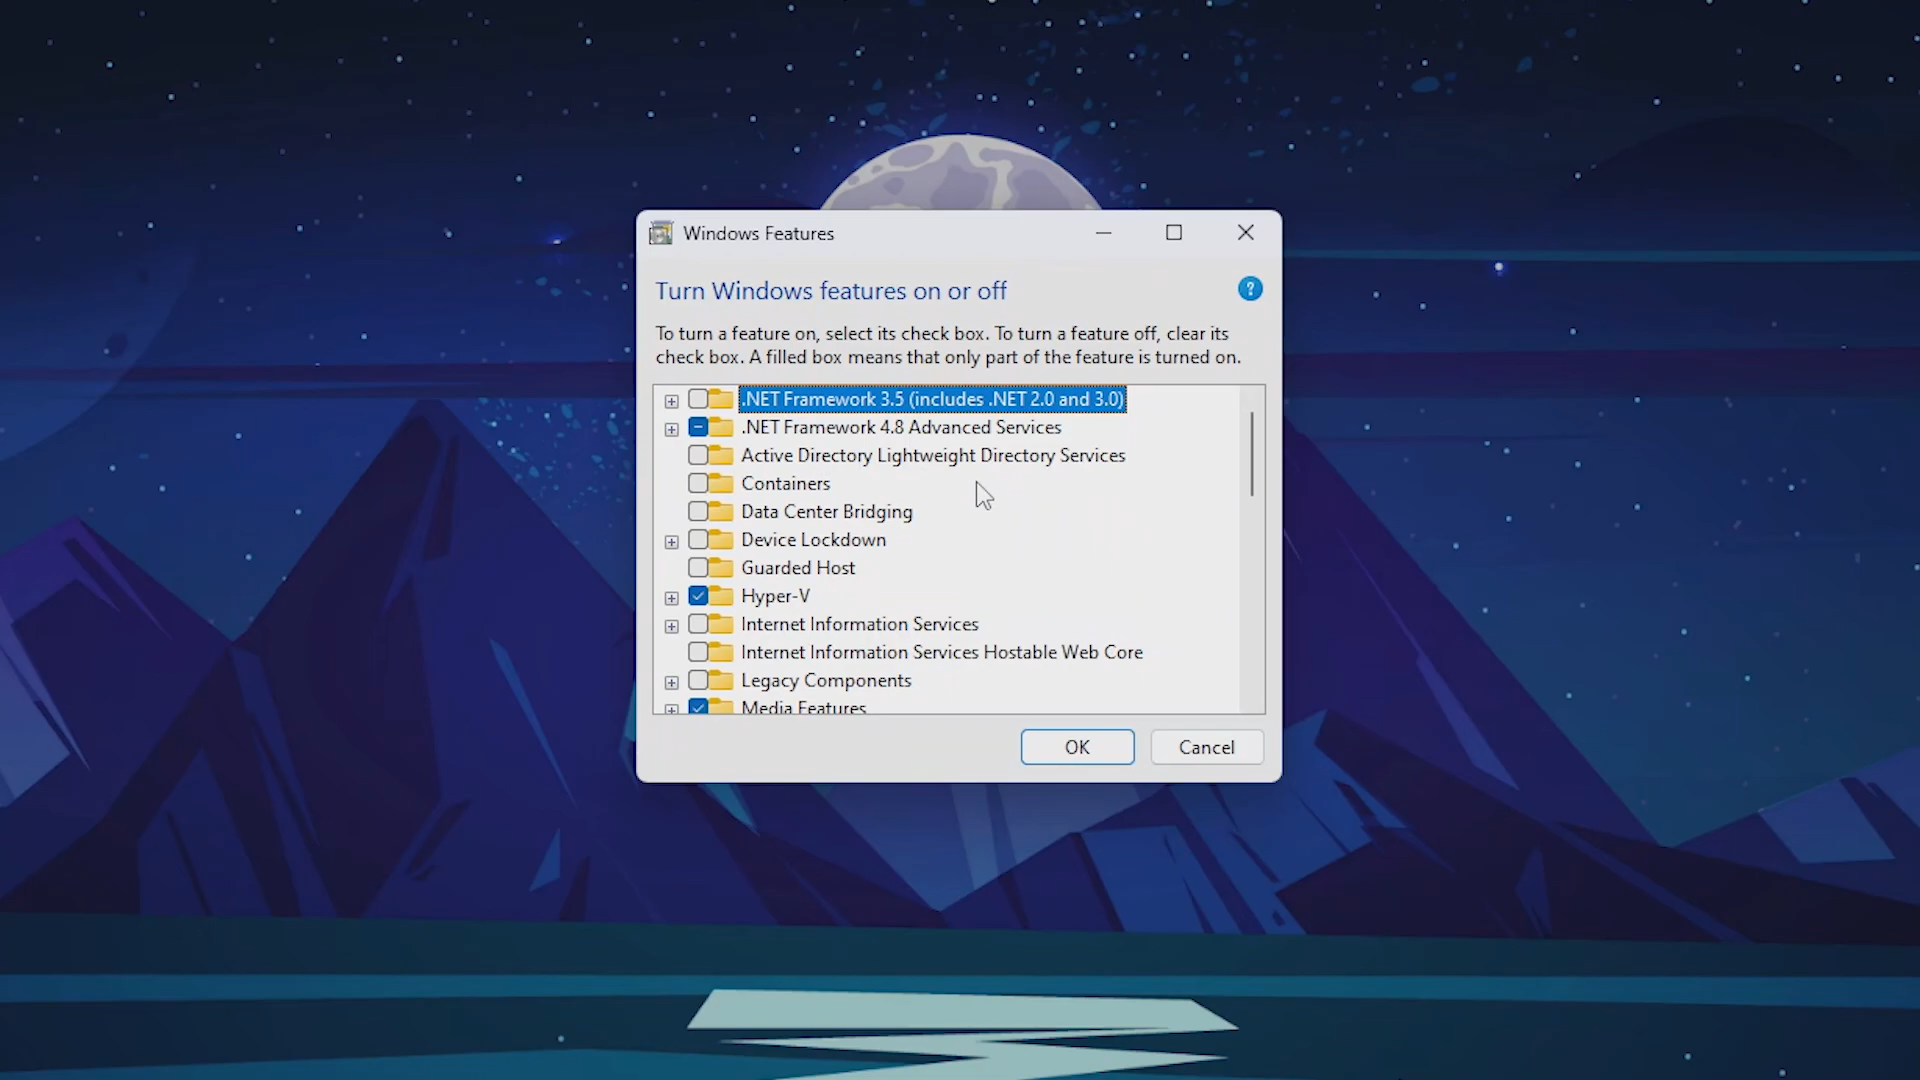 Windows Features
Turn Windows features on or off
?
To turn a feature on, select its check box. To turn a feature off, clear its
check box. A filled box means that only part of the feature is turned on.
.NET Framework 3.5 (includes .NET 2.0 and 3.0)
.NET Framework 4.8 Advanced Services
Active Directory Lightweight Directory Services
Containers
Data Center Bridging
Device Lockdown
Guarded Host
Hyper-V
Internet Information Services
Internet Information Services Hostable Web Core
Legacy Components
Media Features
OK
Cancel